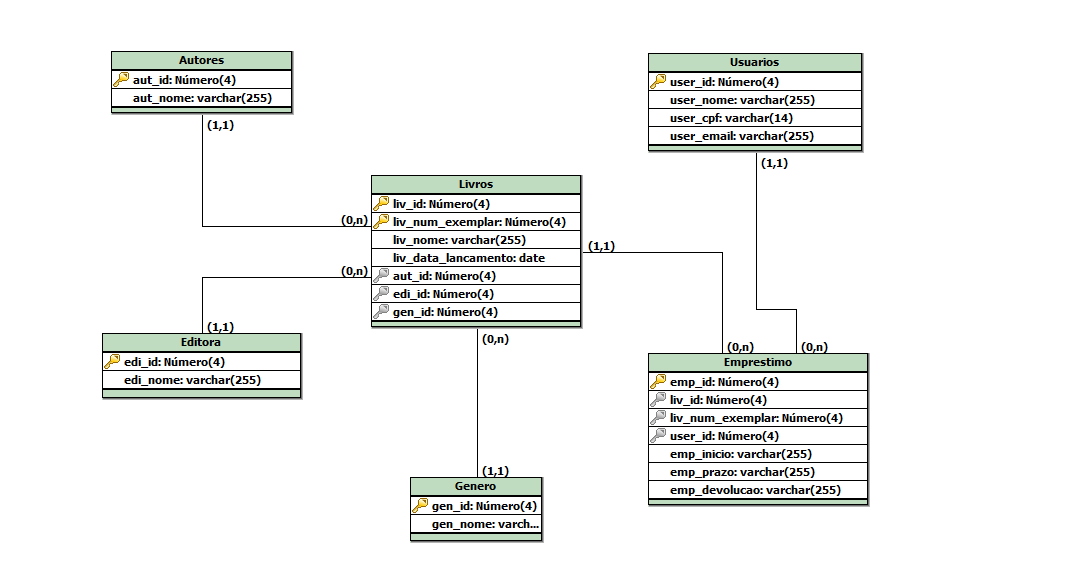 Autores
aut_id: Número(4)
aut_nome: varchar(255)
(1,1)
Usuarios
user_id: Número(4)
user_nome: varchar(255)
user_cpf: varchar(14)
user_email: varchar(255)
(1,1)
Livros
liv_id: Número(4)
liv_num_exemplar: Número(4)
liv_nome: varchar(255)
liv_data_lancamento: date
aut_id: Número(4)
edi_id: Número(4)
gen_id: Número(4)
(0,n)
(0,n)
(1,1)
(0,n)
(1,1)
Editora
edi_id: Número(4)
edi_nome: varchar(255)
(0,n)
(0,n)
Emprestimo
emp_id: Número(4)
liv_id: Número(4)
liv_num_exemplar: Número(4)
user_id: Número(4)
emp_inicio: varchar(255)
emp_prazo: varchar(255)
emp_devolucao: varchar(255)
(1,1)
Genero
gen_id: Número(4)
gen_nome: varch...